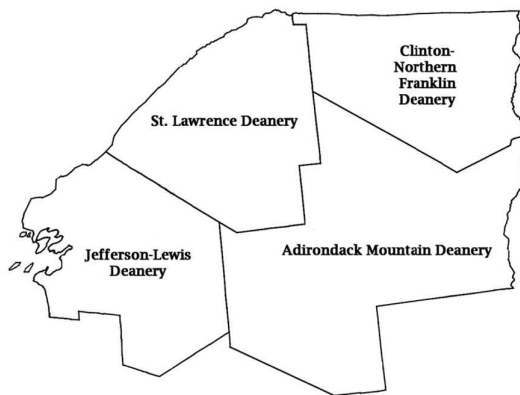 Clinton-
Northern
Franklin
Deanery
St. Lawrence Deanery
Adirondack Mountain Deanery
Jefferson-Lewis
Deanery